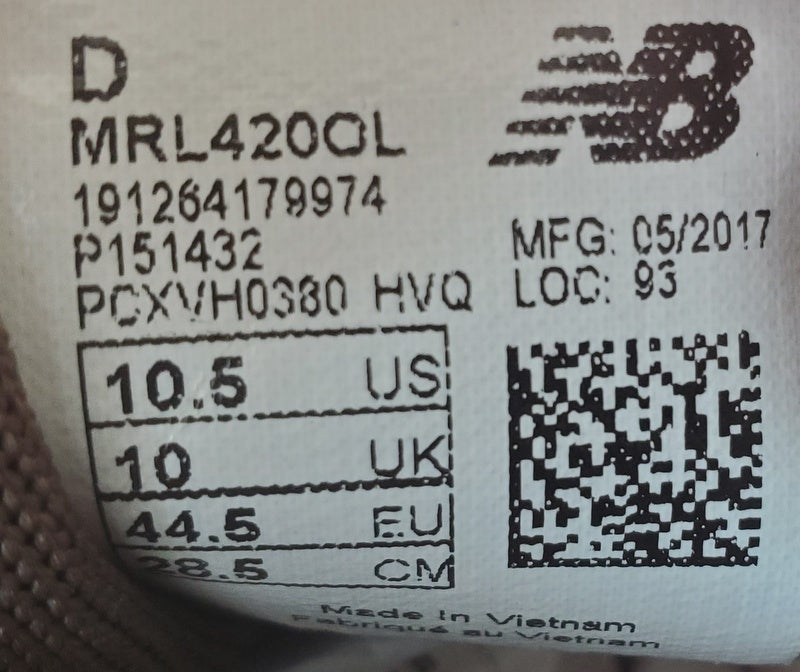 D
MRL420OL
191264179974
P151432
PCXVH0380 HVQ
NB
MFG: 05/2017
LOC: 93
10.5 US
10 UK
44.5 EU
28.5 CM
Made In Vietnam
Fabriqué au Vietnam